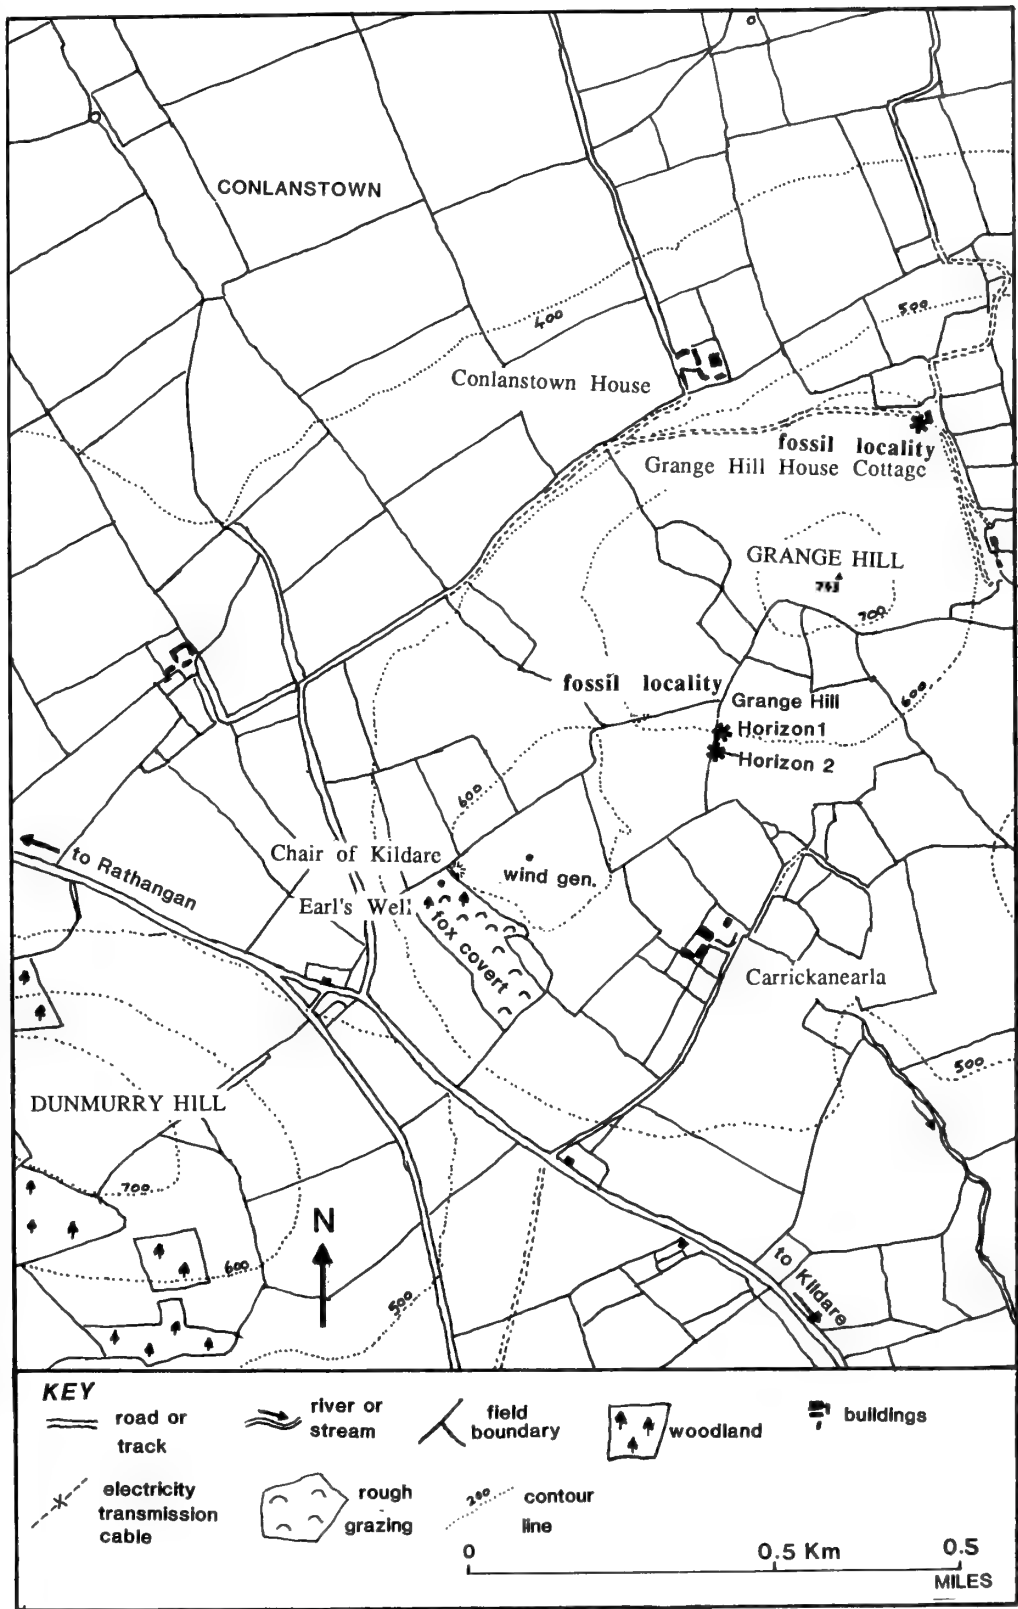 CONLANSTOWN
400
500
Conlanstown House
fossil locality
Grange Hill House Cottage
GRANGE HILL
743
700
fossil locality
Grange Hill
Horizon 1
Horizon 2
600
600
Chair of Kildare
wind gen.
to Rathangan
Earl's Well
fox covert
Carrickanearla
500
DUNMURRY HILL
700
N
600
500
to Kildare
KEY
road or
track
river or
stream
field
boundary
woodland
buildings
electricity
transmission
cable
rough
grazing
200
contour
line
0
0.5 Km
0.5
MILES